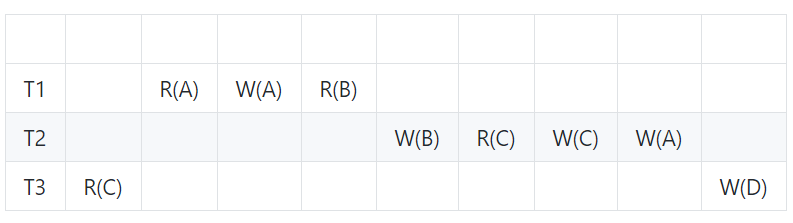 T1 R(A) W(A) R(B)
T2 W(B) R(C) W(C) W(A)
T3 R(C) W(D)